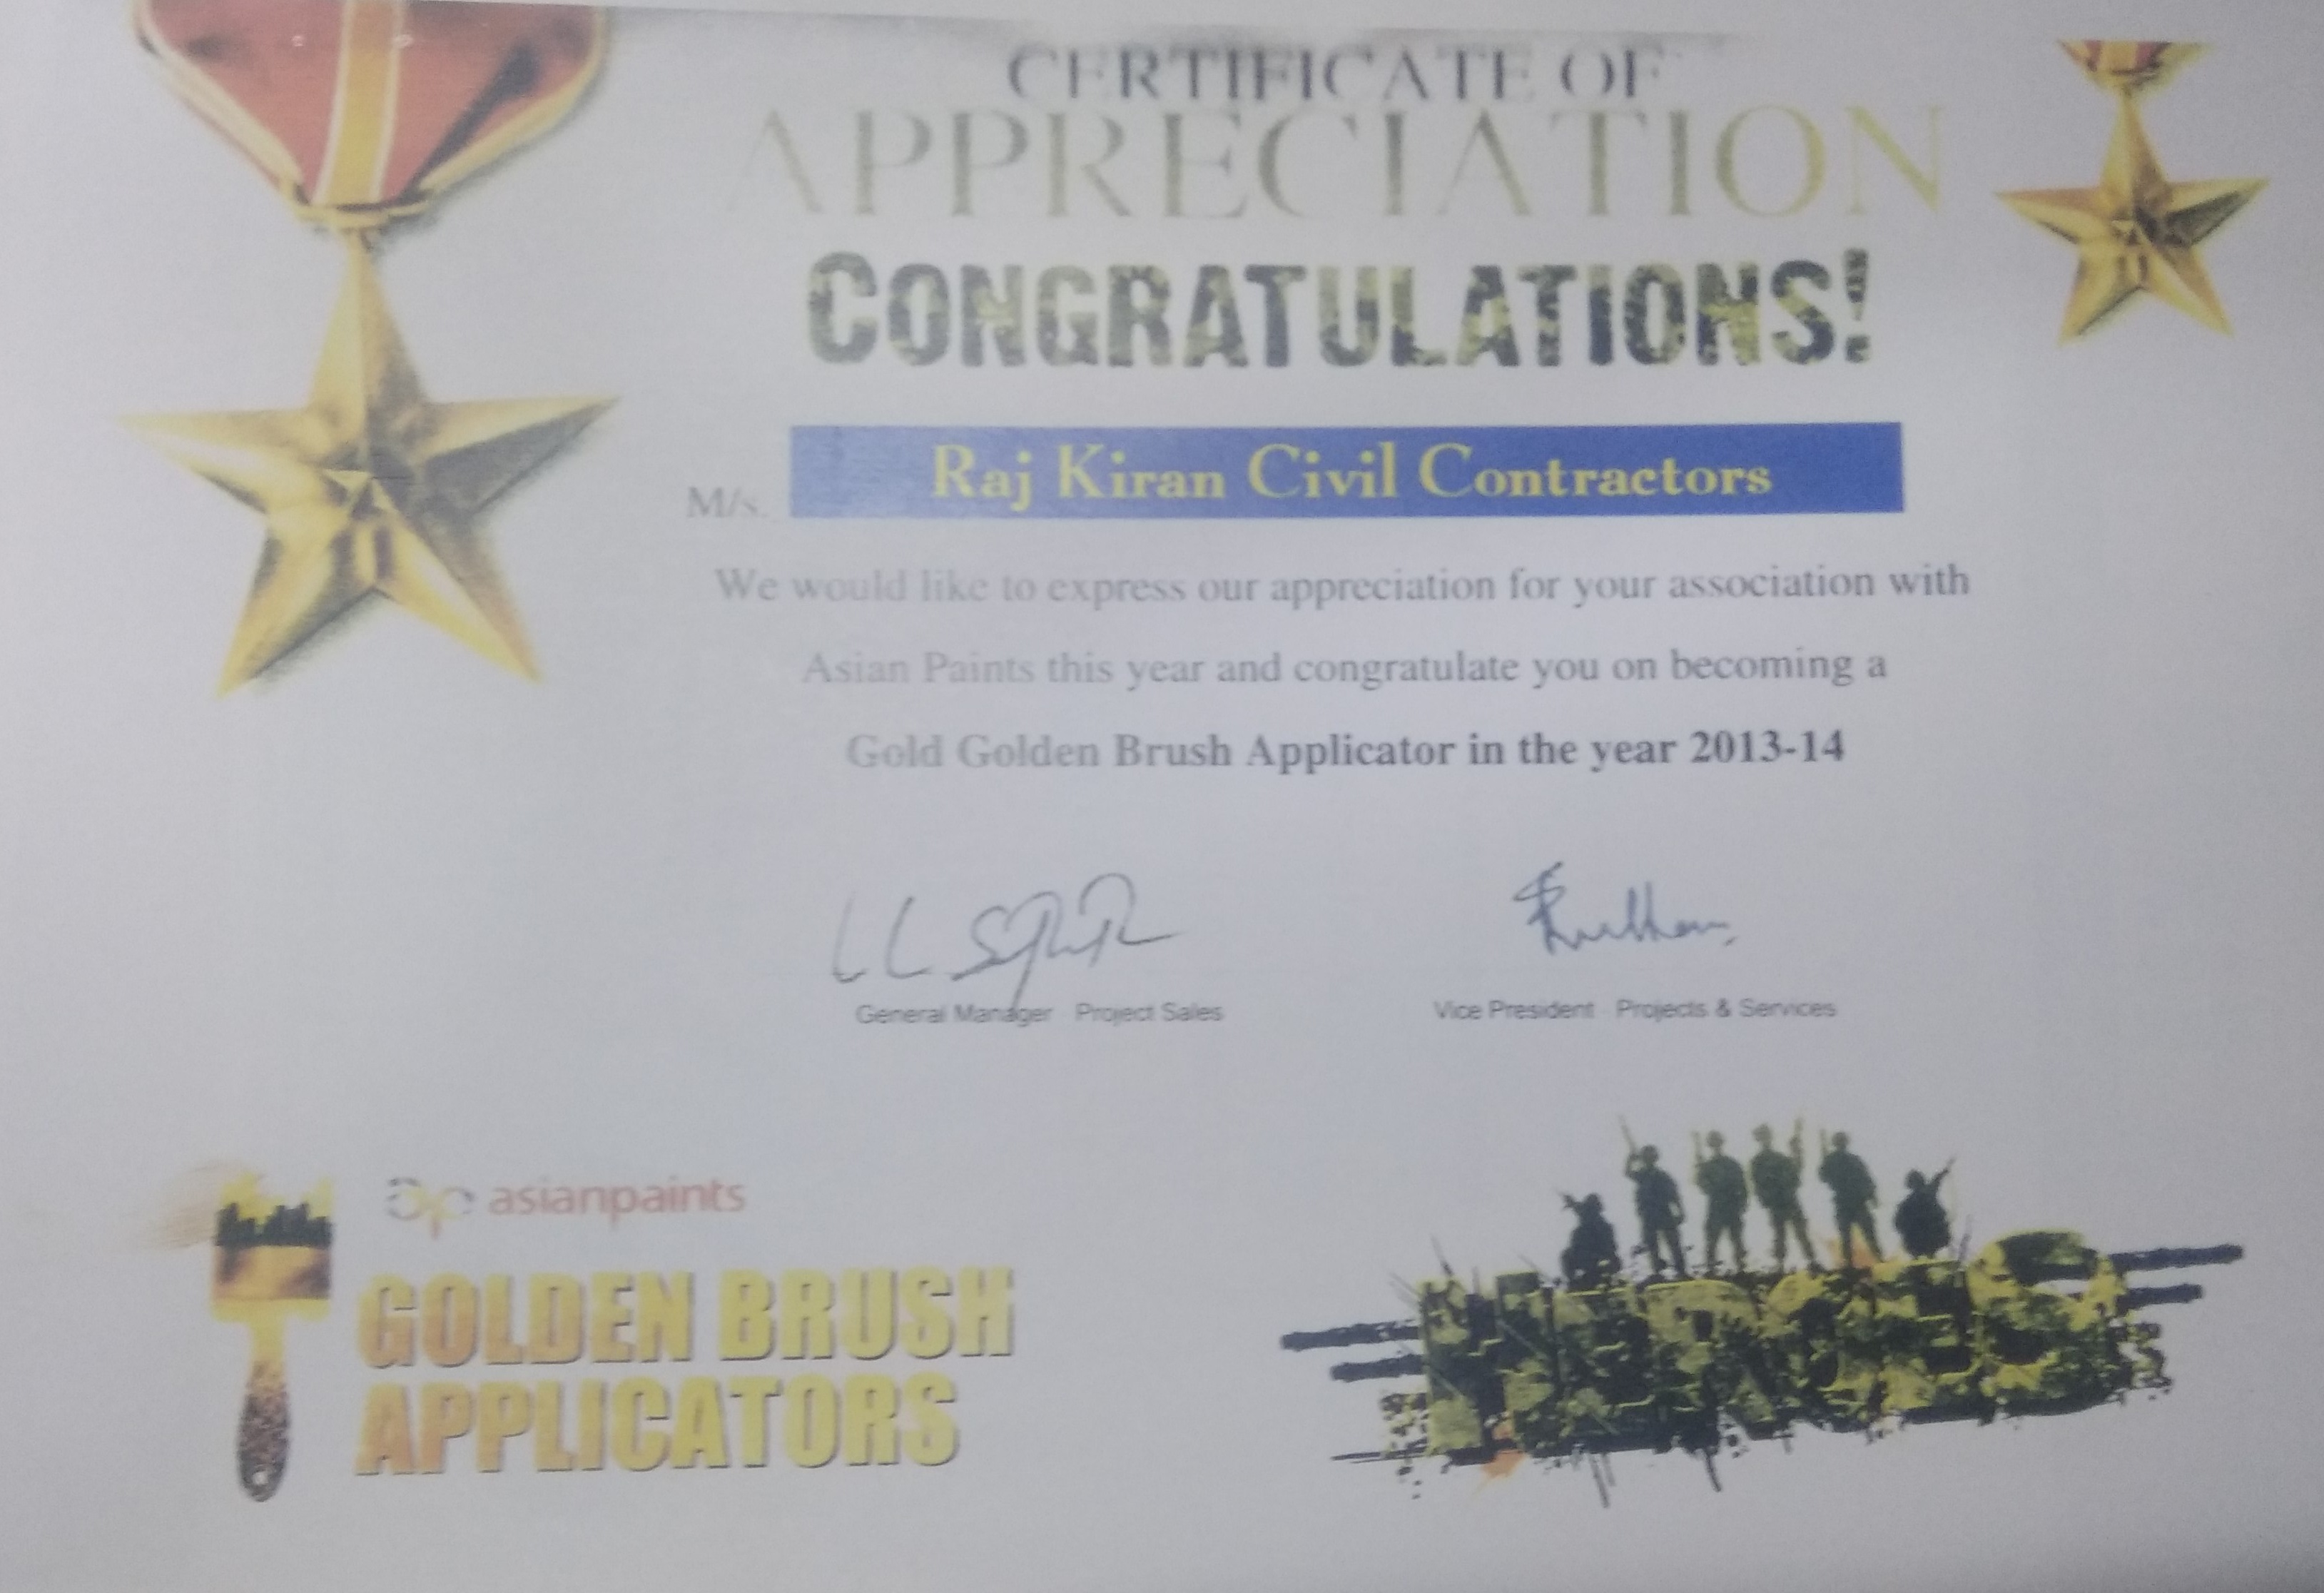 CERTIFICATE OF
APPRECIATION
CONGRATULATIONS!
M/s. Raj Kiran Civil Contractors
We would like to express our appreciation for your association with
Asian Paints this year and congratulate you on becoming a
Gold Golden Brush Applicator in the year 2013-14
General Manager Project Sales
Vice President Projects & Services
ap asianpaints
GOLDEN BRUSH
APPLICATORS
HEROES